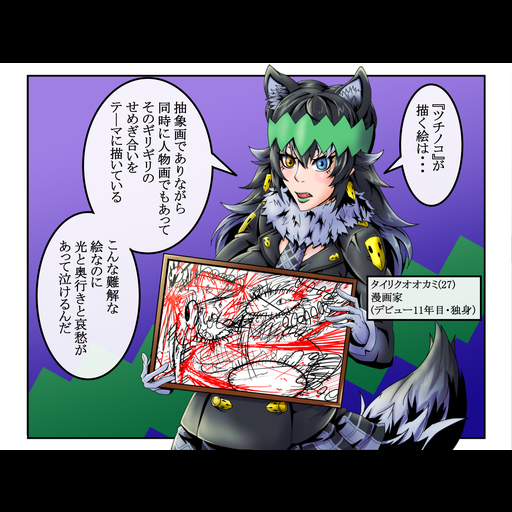 『ツチノコ』が
描く絵は・・・
抽象画でありながら
同時に人物画でもあって
そのギリギリの
せめぎ合いを
テーマに描いている
こんな難解な
絵なのに
光と奥行きと哀愁が
あって泣けるんだ
タイリクオオカミ(27)
漫画家
(デビュー11年目・独身)